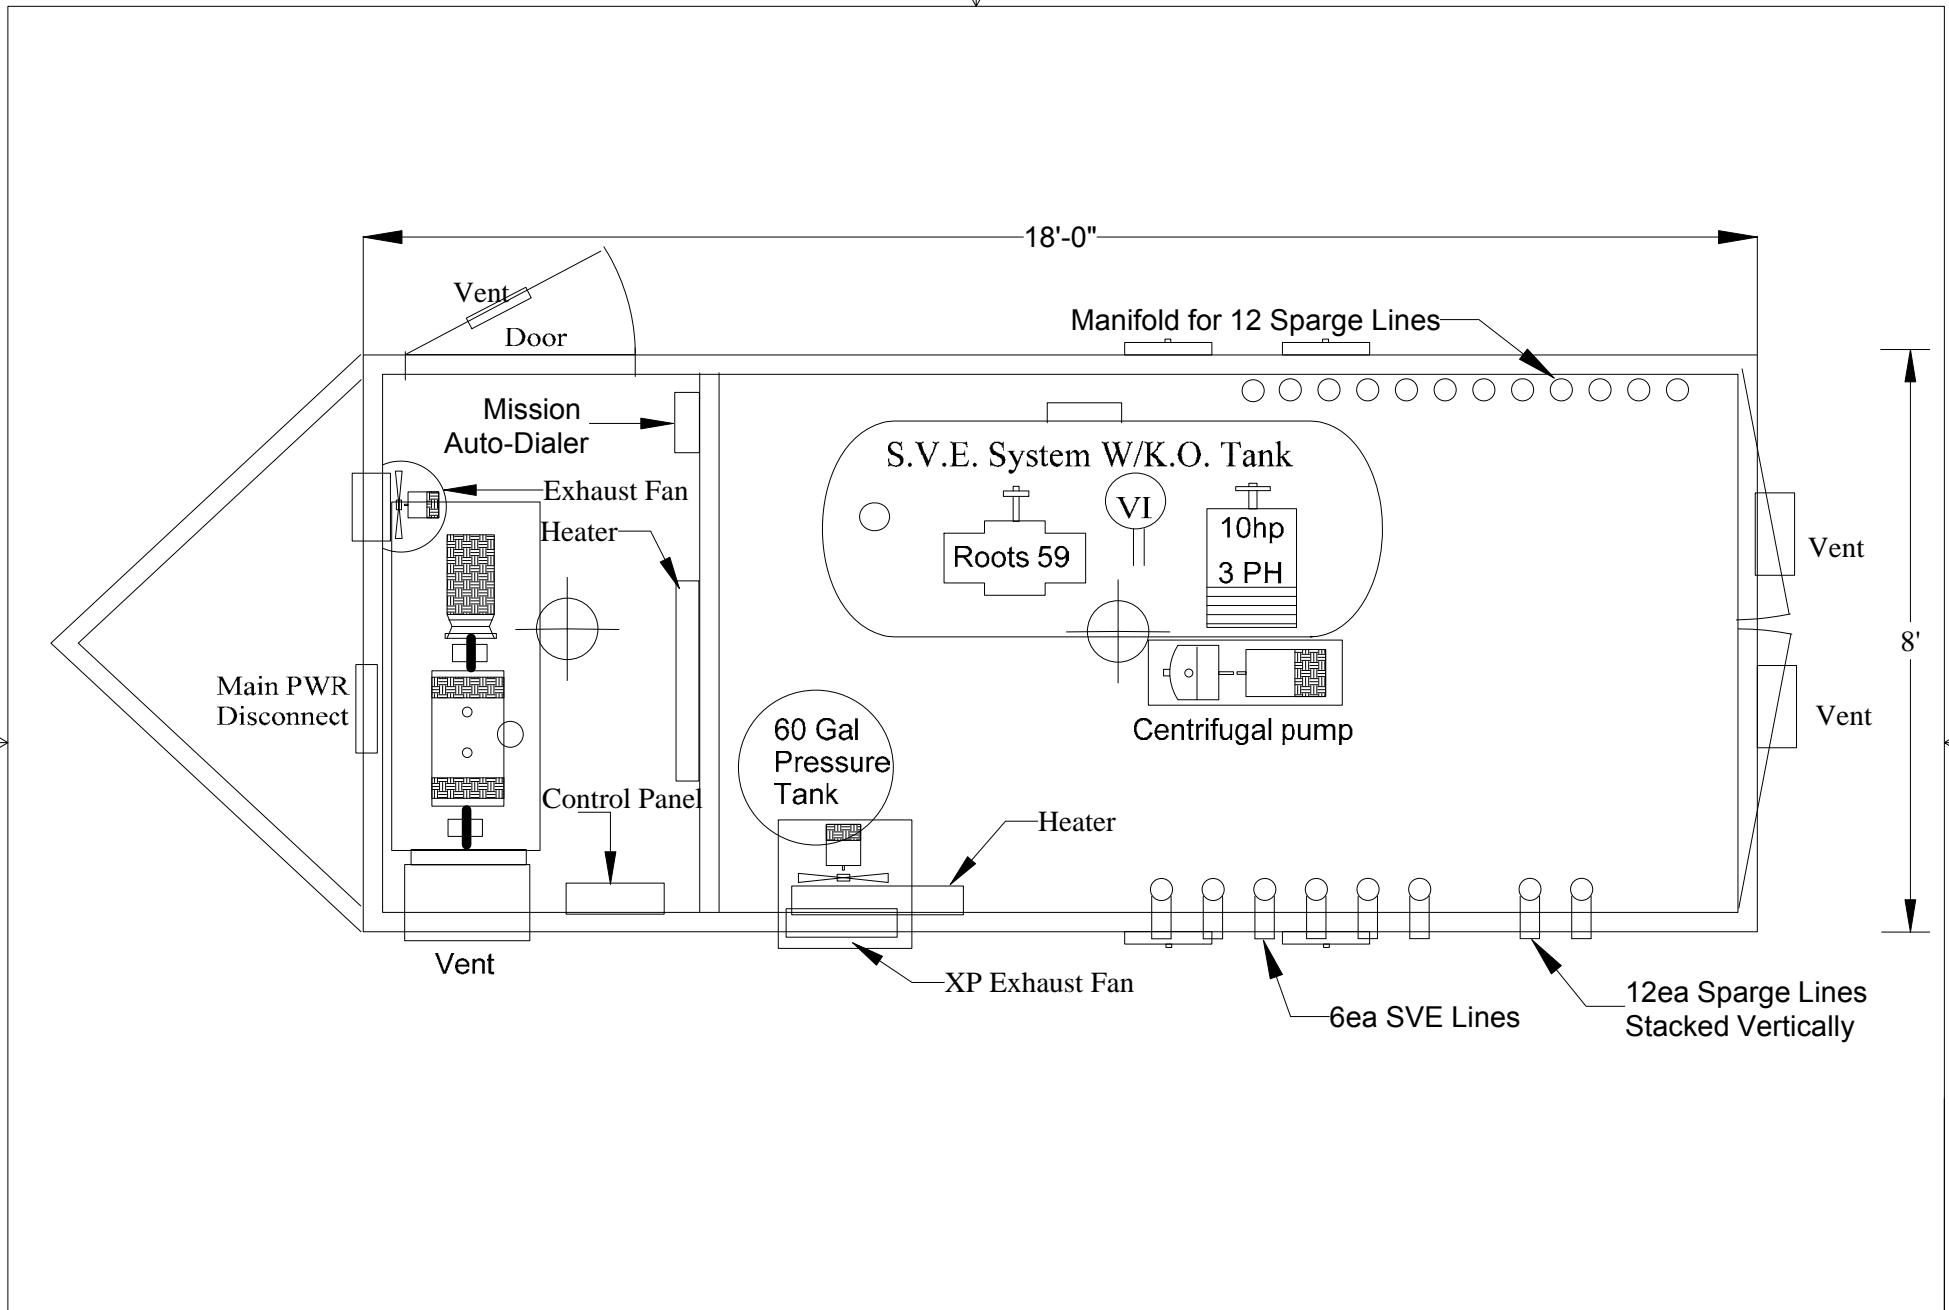 18'-0"
Vent
Door
Manifold for 12 Sparge Lines
Mission
Auto-Dialer
S.V.E. System W/K.O. Tank
Exhaust Fan
Heater
VI
10hp
3 PH
Roots 59
Vent
8'
Main PWR
Disconnect
Vent
60 Gal
Pressure
Tank
Centrifugal pump
Control Panel
Heater
Vent
XP Exhaust Fan
6ea SVE Lines
12ea Sparge Lines
Stacked Vertically